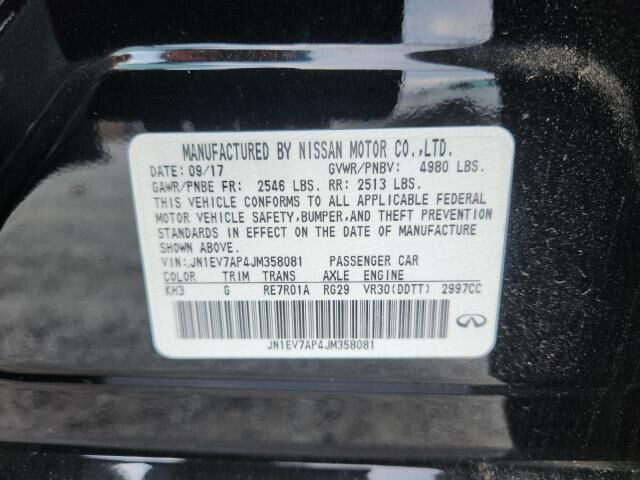 MANUFACTURED BY NISSAN MOTOR CO.,LTD.
DATE: 09/17 GVWR/PNBV: 4980 LBS.
GAWR/PNBE FR: 2546 LBS. RR: 2513 LBS.
THIS VEHICLE CONFORMS TO ALL APPLICABLE FEDERAL
MOTOR VEHICLE SAFETY,BUMPER,AND THEFT PREVENTION
STANDARDS IN EFFECT ON THE DATE OF MANUFACTURE
SHOWN ABOVE.
VIN:JN1EV7AP4JM358081 PASSENGER CAR
COLOR TRIM TRANS AXLE ENGINE
KH3 G RE7R01A RG29 VR30(DDTT) 2997CC
JN1EV7AP4JM358081